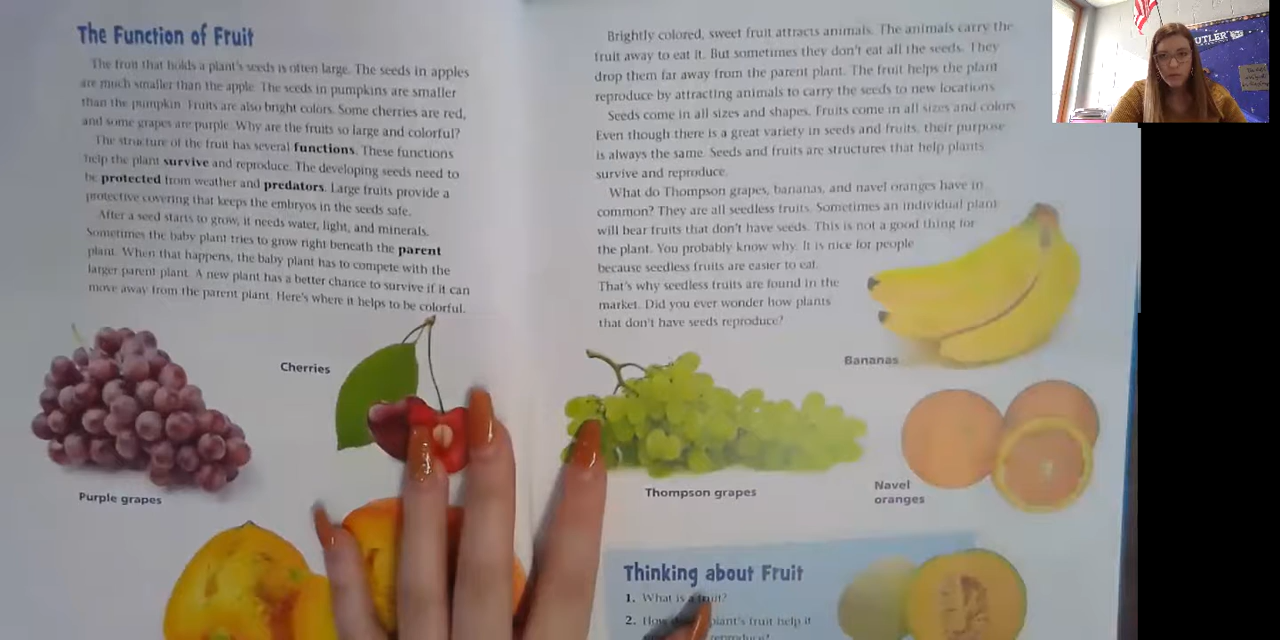 The Function of Fruit
The fruit that holds a plant's seeds is often large. The seeds in apples
are much smaller than the apple. The seeds in pumpkins are smaller
than the pumpkin. Fruits are also bright colors. Some cherries are red,
and some grapes are purple. Why are the fruits so large and colorful?
The structure of the fruit has several functions. These functions
help the plant survive and reproduce. The developing seeds need to
be protected from weather and predators. Large fruits provide a
protective covering that keeps the embryos in the seeds safe.
After a seed starts to grow, it needs water, light, and minerals.
Sometimes the baby plant tries to grow right beneath the parent
plant. When that happens, the baby plant has to compete with the
larger parent plant. A new plant has a better chance to survive if it can
move away from the parent plant. Here's where it helps to be colorful.
Cherries
Purple grapes
Brightly colored, sweet fruit attracts animals. The animals carry the
fruit away to eat it. But sometimes they don't eat all the seeds. They
drop them far away from the parent plant. The fruit helps the plant
reproduce by attracting animals to carry the seeds to new locations.
Seeds come in all sizes and shapes. Fruits come in all sizes and colors.
Even though there is a great variety in seeds and fruits, their purpose
is always the same. Seeds and fruits are structures that help plants
survive and reproduce.
What do Thompson grapes, bananas, and navel oranges have in
common? They are all seedless fruits. Sometimes an individual plant
will bear fruits that don't have seeds. This is not a good thing for
the plant. You probably know why. It is nice for people
because seedless fruits are easier to eat.
That's why seedless fruits are found in the
market. Did you ever wonder how plants
that don't have seeds reproduce?
Bananas
Thompson grapes
Navel
oranges
Thinking about Fruit
1. What is a fruit?
2. How plant's fruit help it
reproduce?